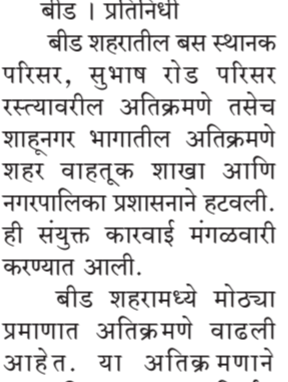 बीड । प्रतिनिधी
बीड शहरातील बस स्थानक
परिसर, सुभाष रोड परिसर
रस्त्यावरील अतिक्रमणे तसेच
शाहूनगर भागातील अतिक्रमणे
शहर वाहतूक शाखा आणि
नगरपालिका प्रशासनाने हटवली.
ही संयुक्त कारवाई मंगळवारी
करण्यात आली.
बीड शहरामध्ये मोठ्या
प्रमाणात अतिक्रमणे वाढली
आहेत. या अतिक्रमणाने